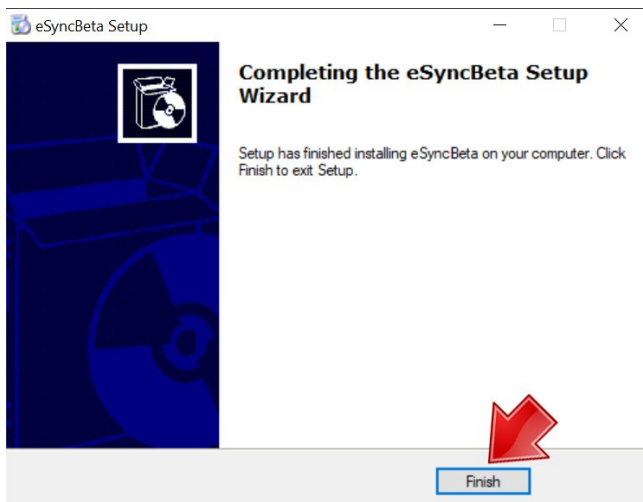 eSyncBeta Setup
Completing the eSyncBeta Setup
Wizard
Setup has finished installing eSyncBeta on your computer. Click
Finish to exit Setup.
Finish